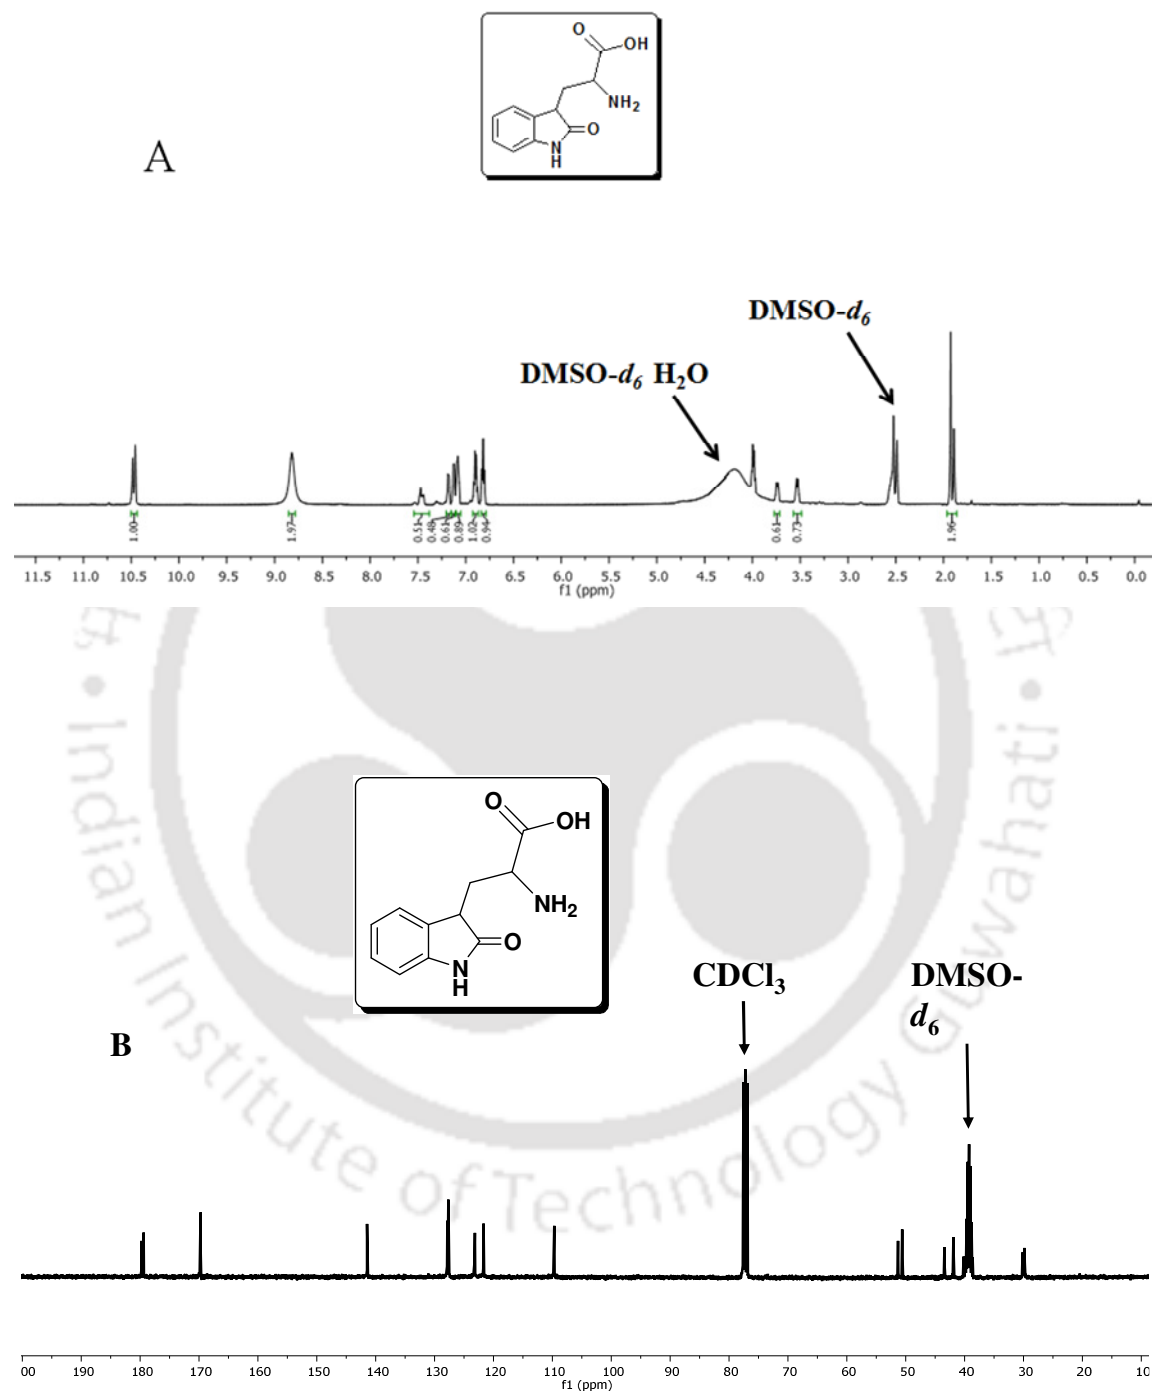 O
OH
NH2
O
N
H
A
DMSO-d6
DMSO-d6 H2O
1.00
1.97
0.51
0.48
0.61
0.89
1.02
0.94
0.61
0.73
1.96
11.5 11.0 10.5 10.0 9.5 9.0 8.5 8.0 7.5 7.0 6.5 6.0 5.5 5.0 4.5 4.0 3.5 3.0 2.5 2.0 1.5 1.0 0.5 0.0
f1 (ppm)
Indian Institute of Technology Guwahati
O
OH
NH2
O
N
H
CDCl3
DMSO-
d6
B
00 190 180 170 160 150 140 130 120 110 100 90 80 70 60 50 40 30 20 10
f1 (ppm)